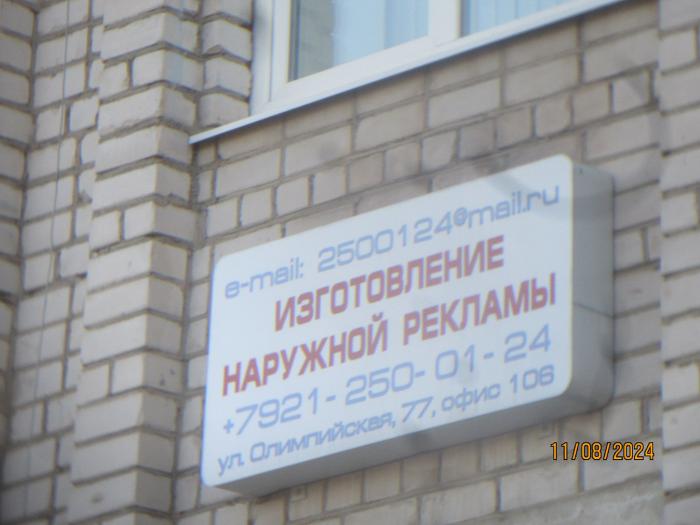 e-mail: 2500124@mail.ru
ИЗГОТОВЛЕНИЕ
НАРУЖНОЙ РЕКЛАМЫ
+7921-250-01-24
ул. Олимпийская, 77, офис 106
11/08/2024